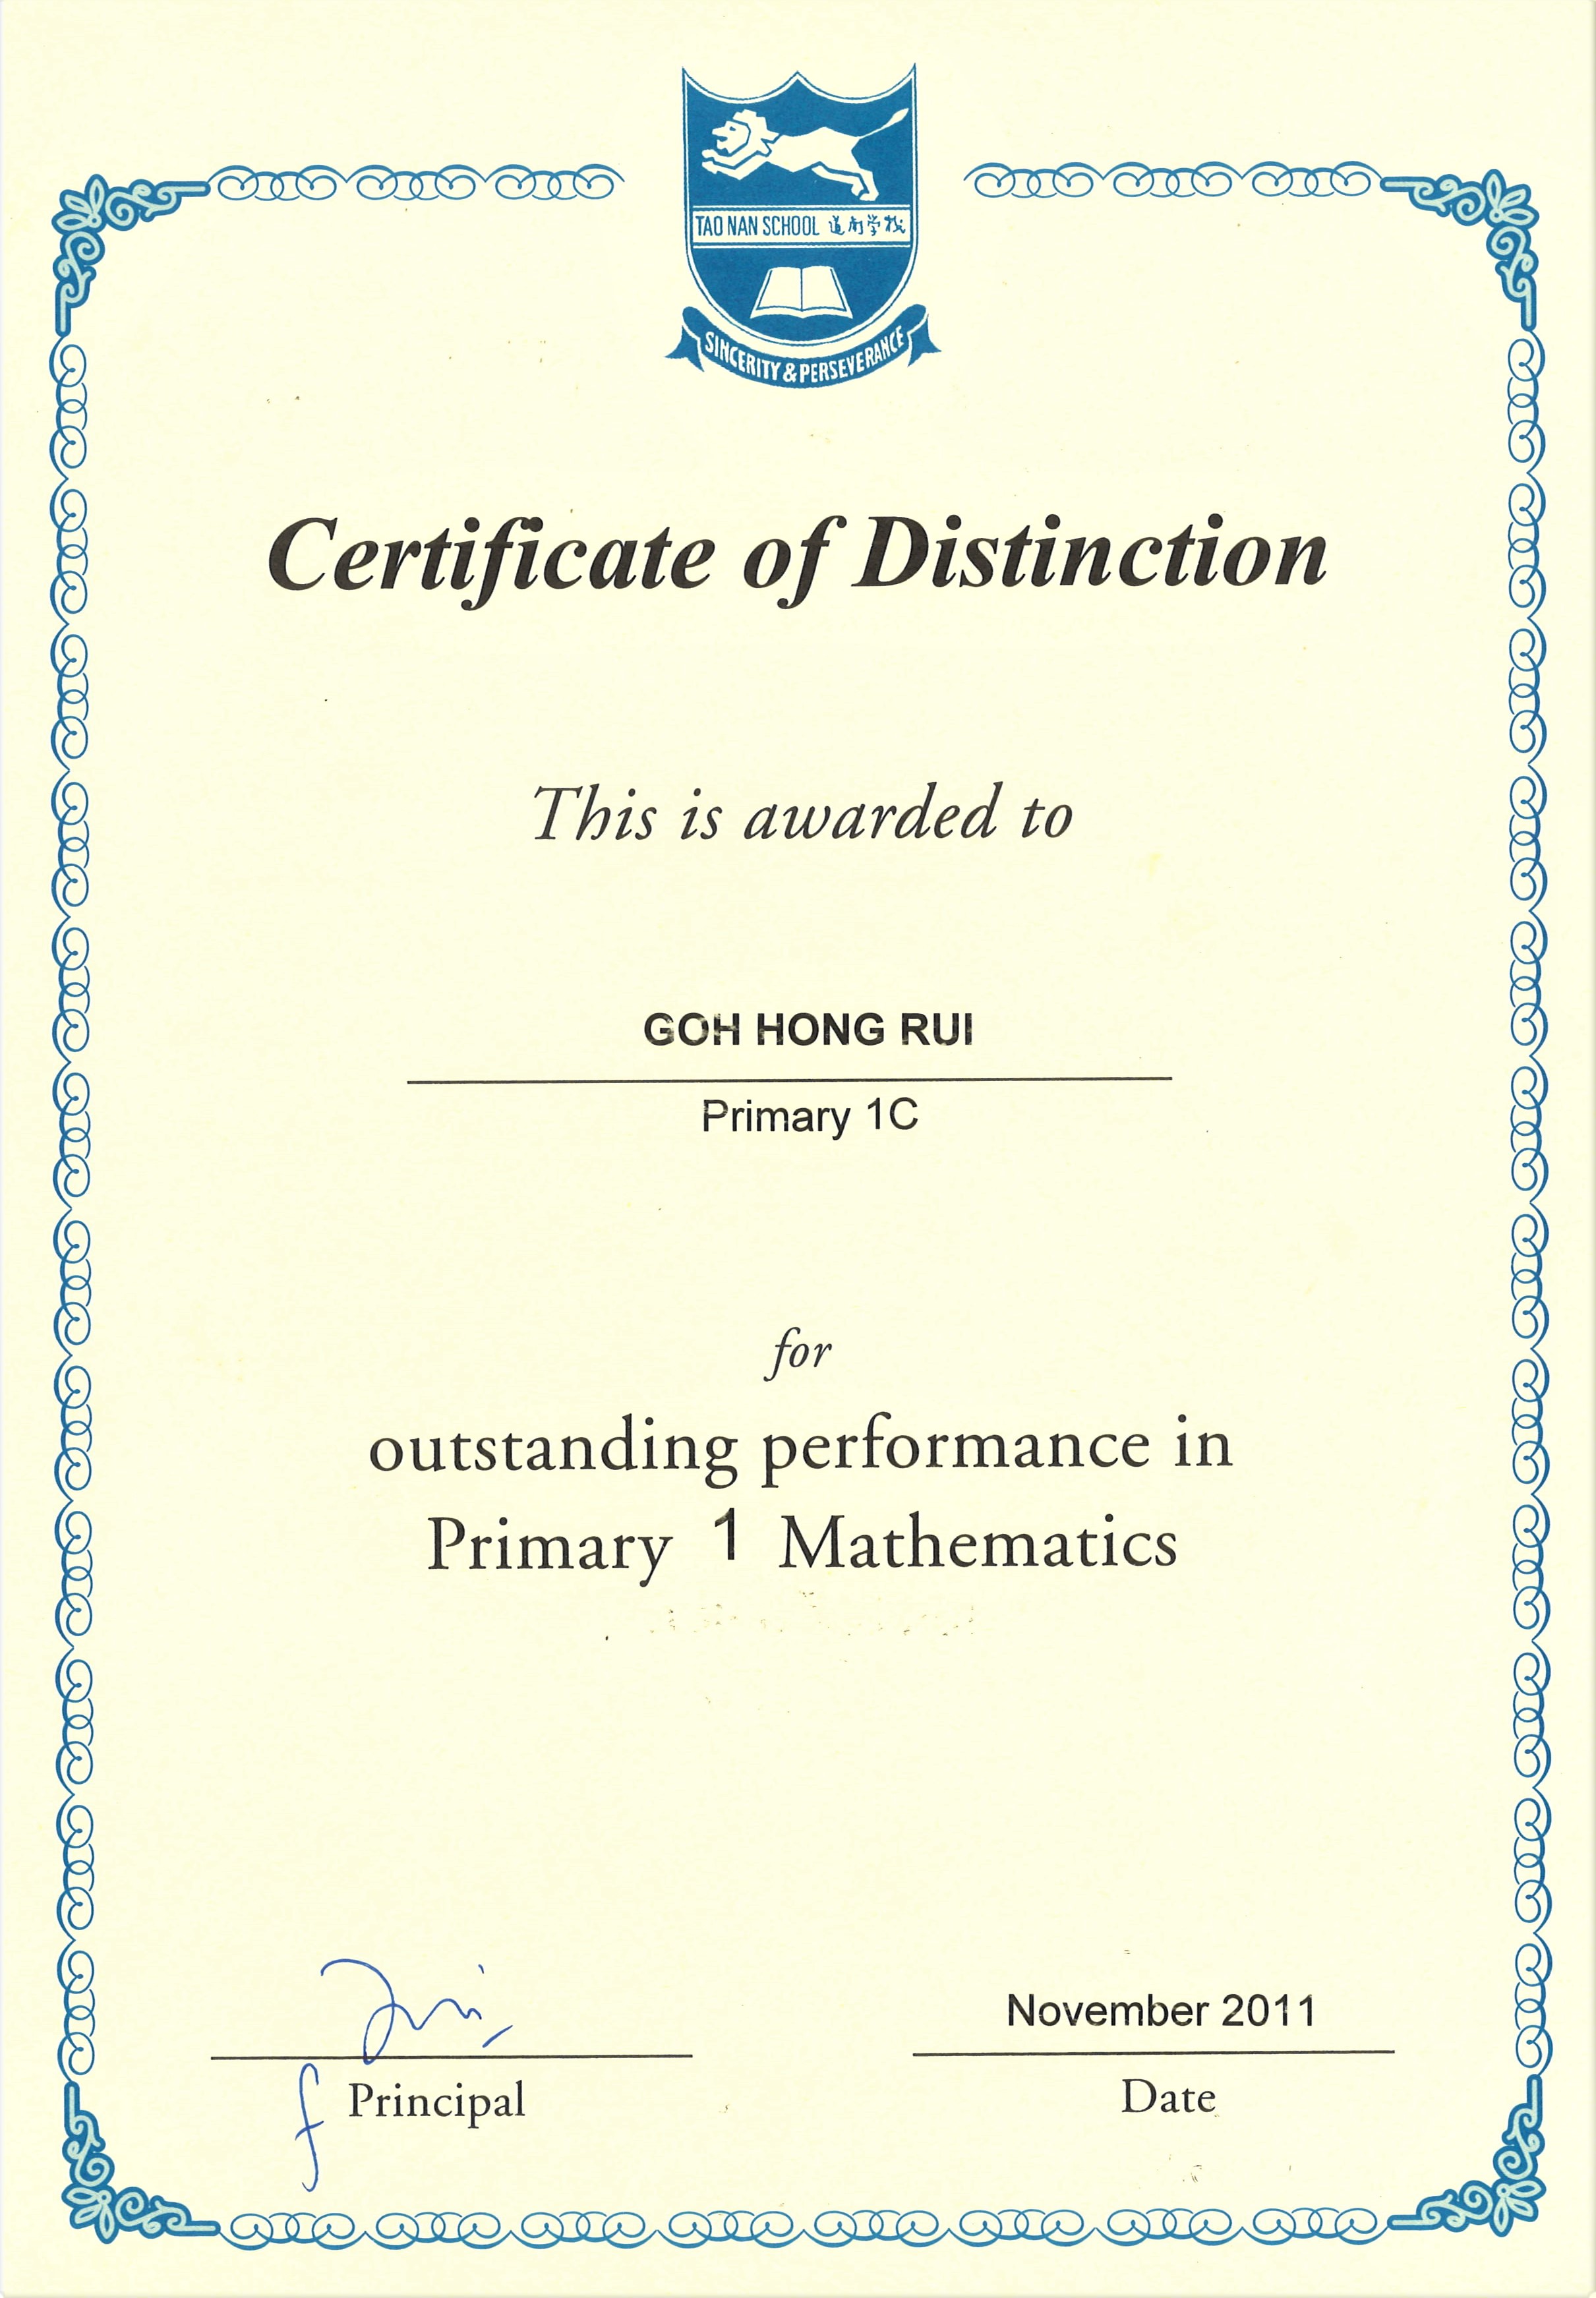 TAO NAN SCHOOL 道南学校
SINCERITY & PERSEVERANCE
Certificate of Distinction
This is awarded to
GOH HONG RUI
Primary 1C
for
outstanding performance in
Primary 1 Mathematics
November 2011
f Principal
Date